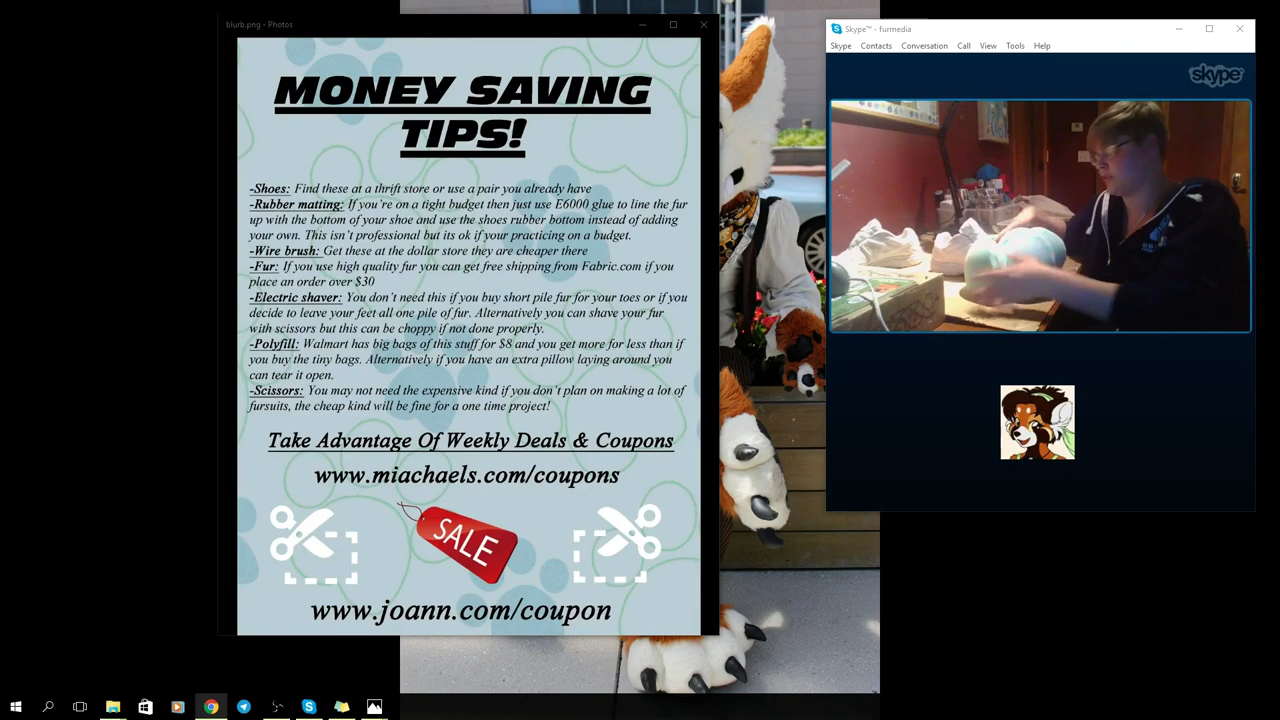 blurb.png - Photos
MONEY SAVING
TIPS!
-Shoes: Find these at a thrift store or use a pair you already have
-Rubber matting: If you're on a tight budget then just use E6000 glue to line the fur
up with the bottom of your shoe and use the shoes rubber bottom instead of adding
your own. This isn't professional but its ok if your practicing on a budget.
-Wire brush: Get these at the dollar store they are cheaper there
-Fur: If you use high quality fur you can get free shipping from Fabric.com if you
place an order over $30
-Electric shaver: You don't need this if you buy short pile fur for your toes or if you
decide to leave your feet all one pile of fur. Alternatively you can shave your fur
with scissors but this can be choppy if not done properly.
-Polyfill: Walmart has big bags of this stuff for $8 and you get more for less than if
you buy the tiny bags. Alternatively if you have an extra pillow laying around you
can tear it open.
-Scissors: You may not need the expensive kind if you don't plan on making a lot of
fursuits, the cheap kind will be fine for a one time project!
Take Advantage Of Weekly Deals & Coupons
www.miachaels.com/coupons
SALE
www.joann.com/coupon
Skype™ - furmedia
Skype Contacts Conversation Call View Tools Help
skype